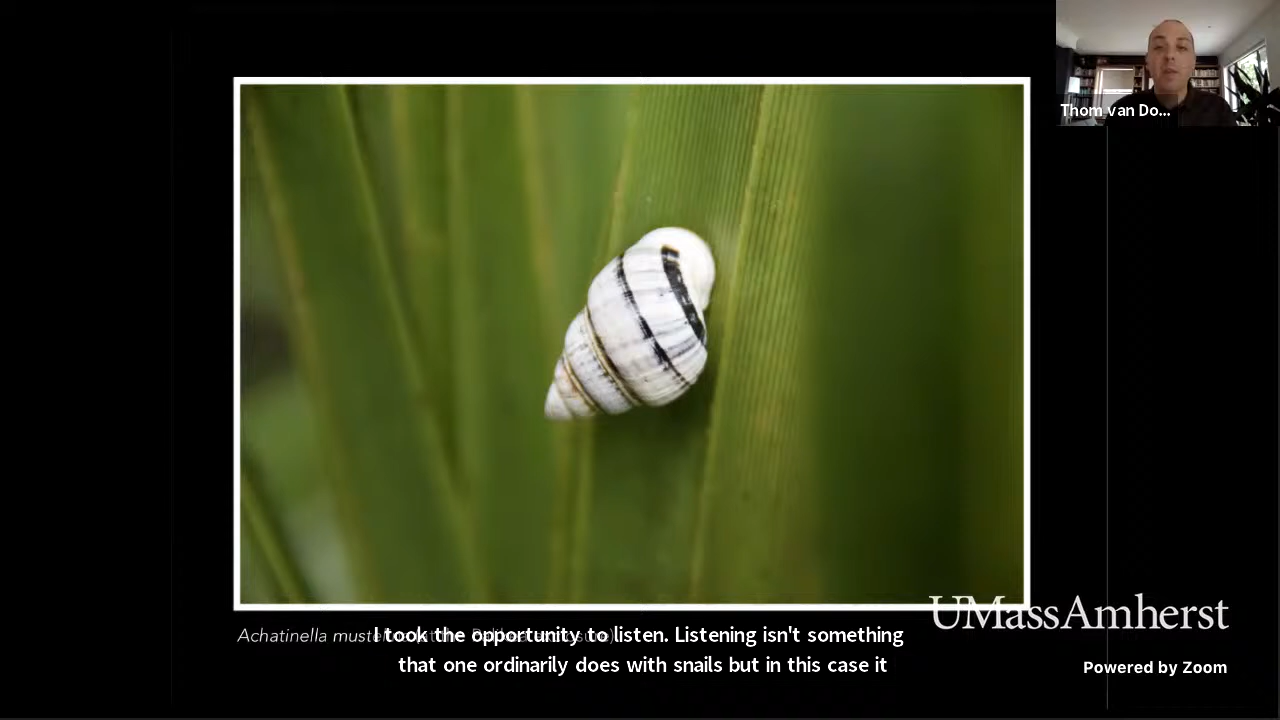 Thom van Do...
UMassAmherst
Achatinella
took the opportunity to listen. Listening isn't something
that one ordinarily does with snails but in this case it
Powered by Zoom